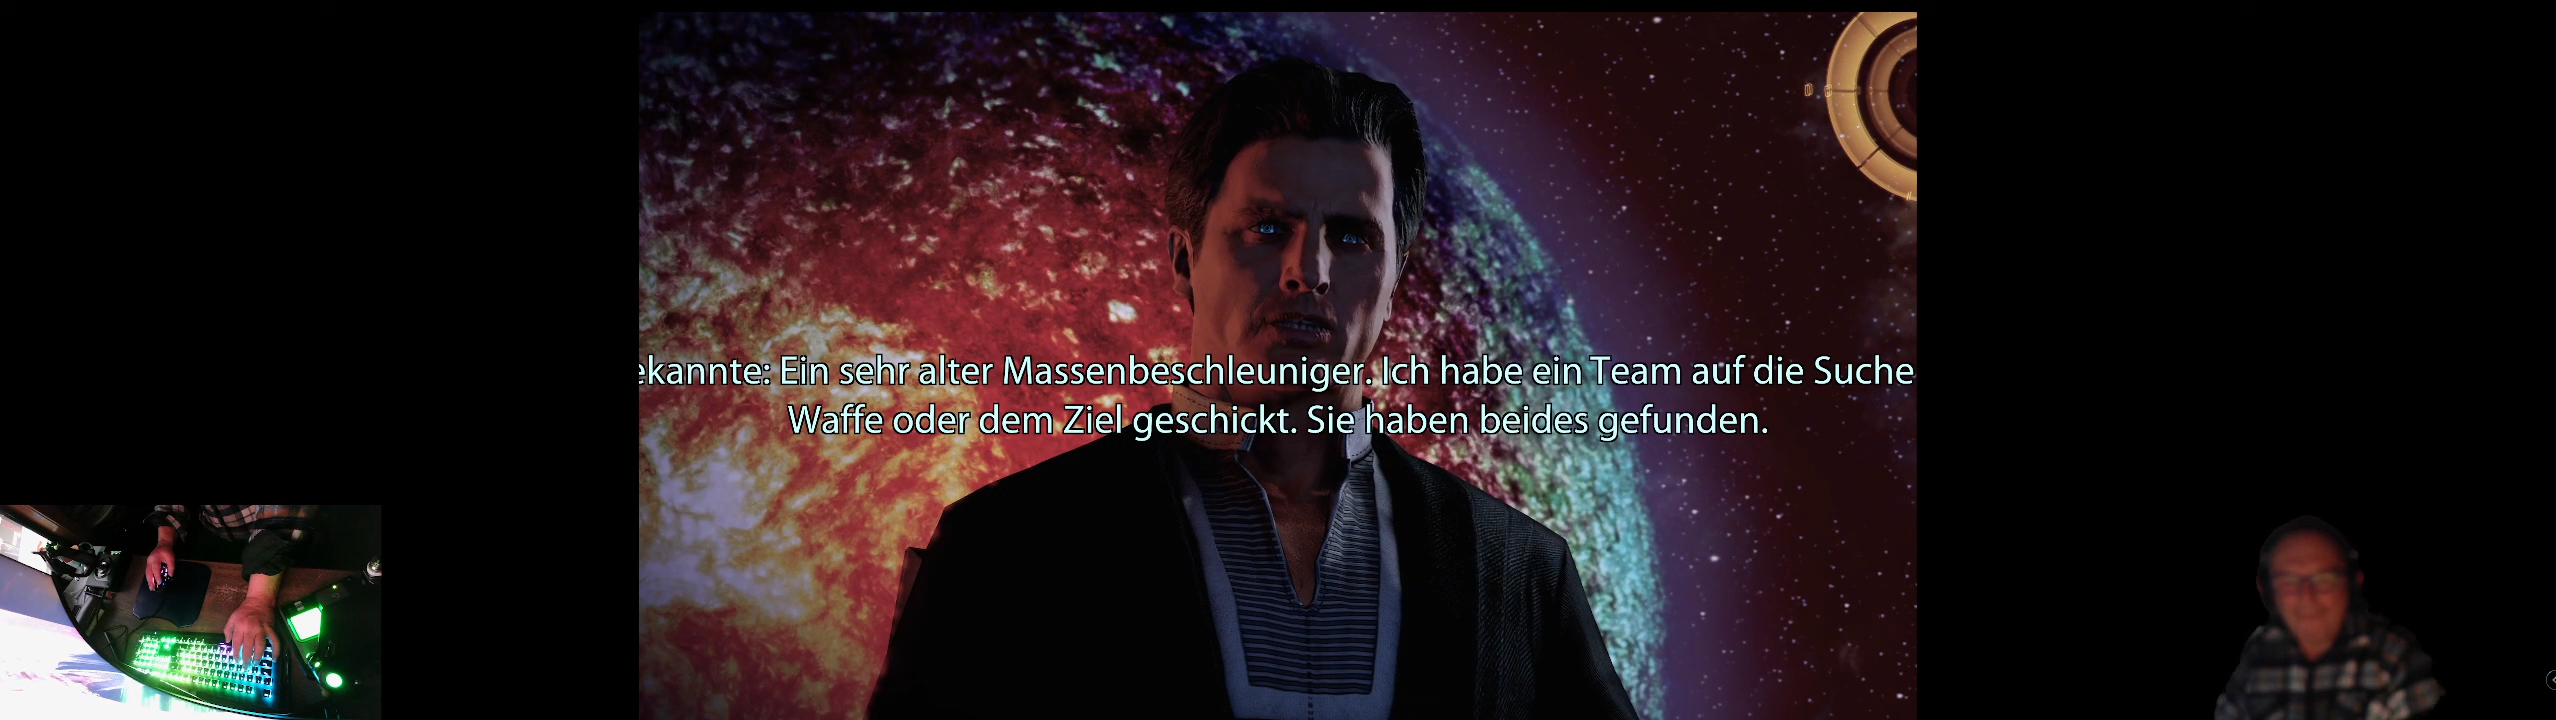 ekannte: Ein sehr alter Massenbeschleuniger. Ich habe ein Team auf die Suche
Waffe oder dem Ziel geschickt. Sie haben beides gefunden.